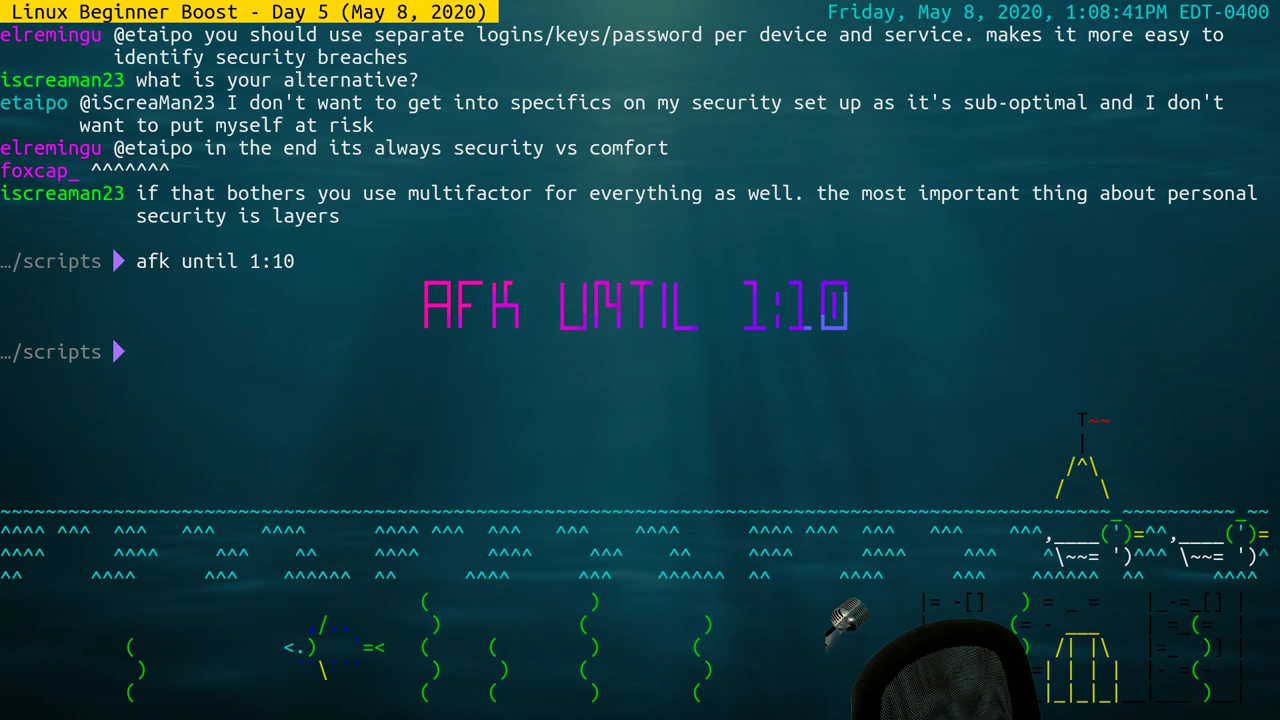 Linux Beginner Boost - Day 5 (May 8, 2020)
Friday, May 8, 2020, 1:08:41PM EDT-0400
elremingu @etaipo you should use separate logins/keys/password per device and service. makes it more easy to
identify security breaches
iscreaman23 what is your alternative?
etaipo @iScreaMan23 I don't want to get into specifics on my security set up as it's sub-optimal and I don't
want to put myself at risk
elremingu @etaipo in the end its always security vs comfort
foxcap_ ^^^^^^^
iscreaman23 if that bothers you use multifactor for everything as well. the most important thing about personal
security is layers
…/scripts afk until 1:10
AFK UNTIL 1:10
…/scripts